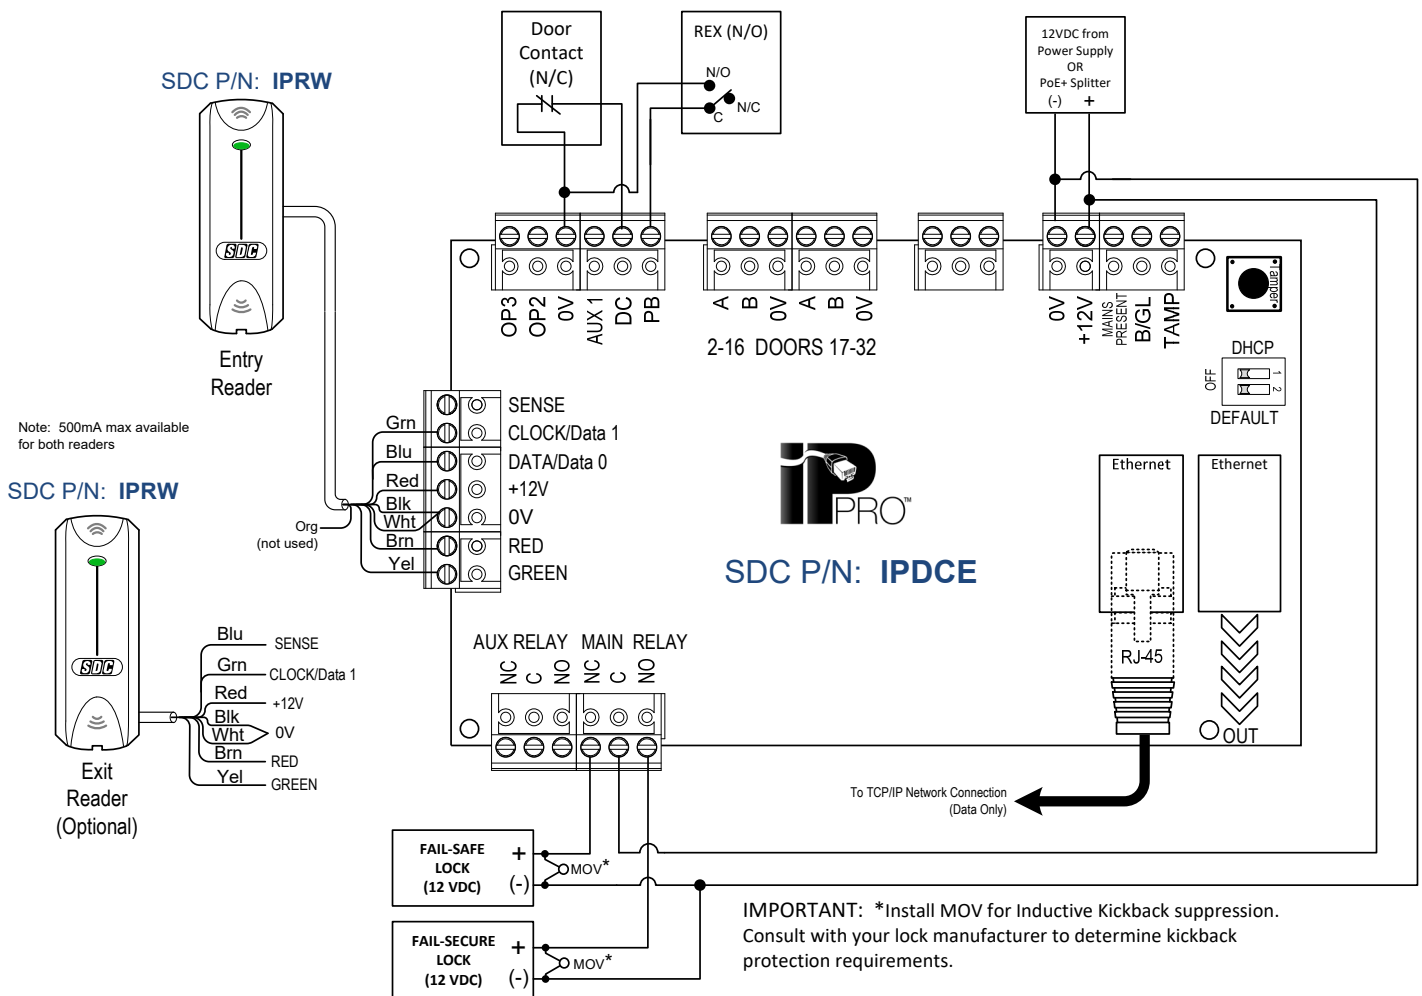 Door
Contact
(N/C)
REX (N/O)
N/O
N/C
C
12VDC from
Power Supply
OR
PoE+ Splitter
(-) +
SDC P/N: IPRW
SDC
Entry
Reader
Note: 500mA max available
for both readers
SDC P/N: IPRW
SDC
Exit
Reader
(Optional)
OP3
OP2
0V
AUX 1
DC
PB
A
B
0V
A
B
0V
2-16 DOORS 17-32
0V
+12V
MAINS
PRESENT
B/GL
TAMP
Tamper
DHCP
OFF
1
2
DEFAULT
Grn
Blu
Red
Blk
Wht
Brn
Yel
Org
(not used)
SENSE
CLOCK/Data 1
DATA/Data 0
+12V
0V
RED
GREEN
IP
PRO™
SDC P/N: IPDCE
Ethernet
Ethernet
RJ-45
OUT
Blu SENSE
Grn CLOCK/Data 1
Red +12V
Blk
Wht 0V
Brn RED
Yel GREEN
AUX RELAY MAIN RELAY
NC
C
NO
NC
C
NO
To TCP/IP Network Connection
(Data Only)
FAIL-SAFE
LOCK
(12 VDC)
+
(-)
MOV*
FAIL-SECURE
LOCK
(12 VDC)
+
(-)
MOV*
IMPORTANT: *Install MOV for Inductive Kickback suppression.
Consult with your lock manufacturer to determine kickback
protection requirements.